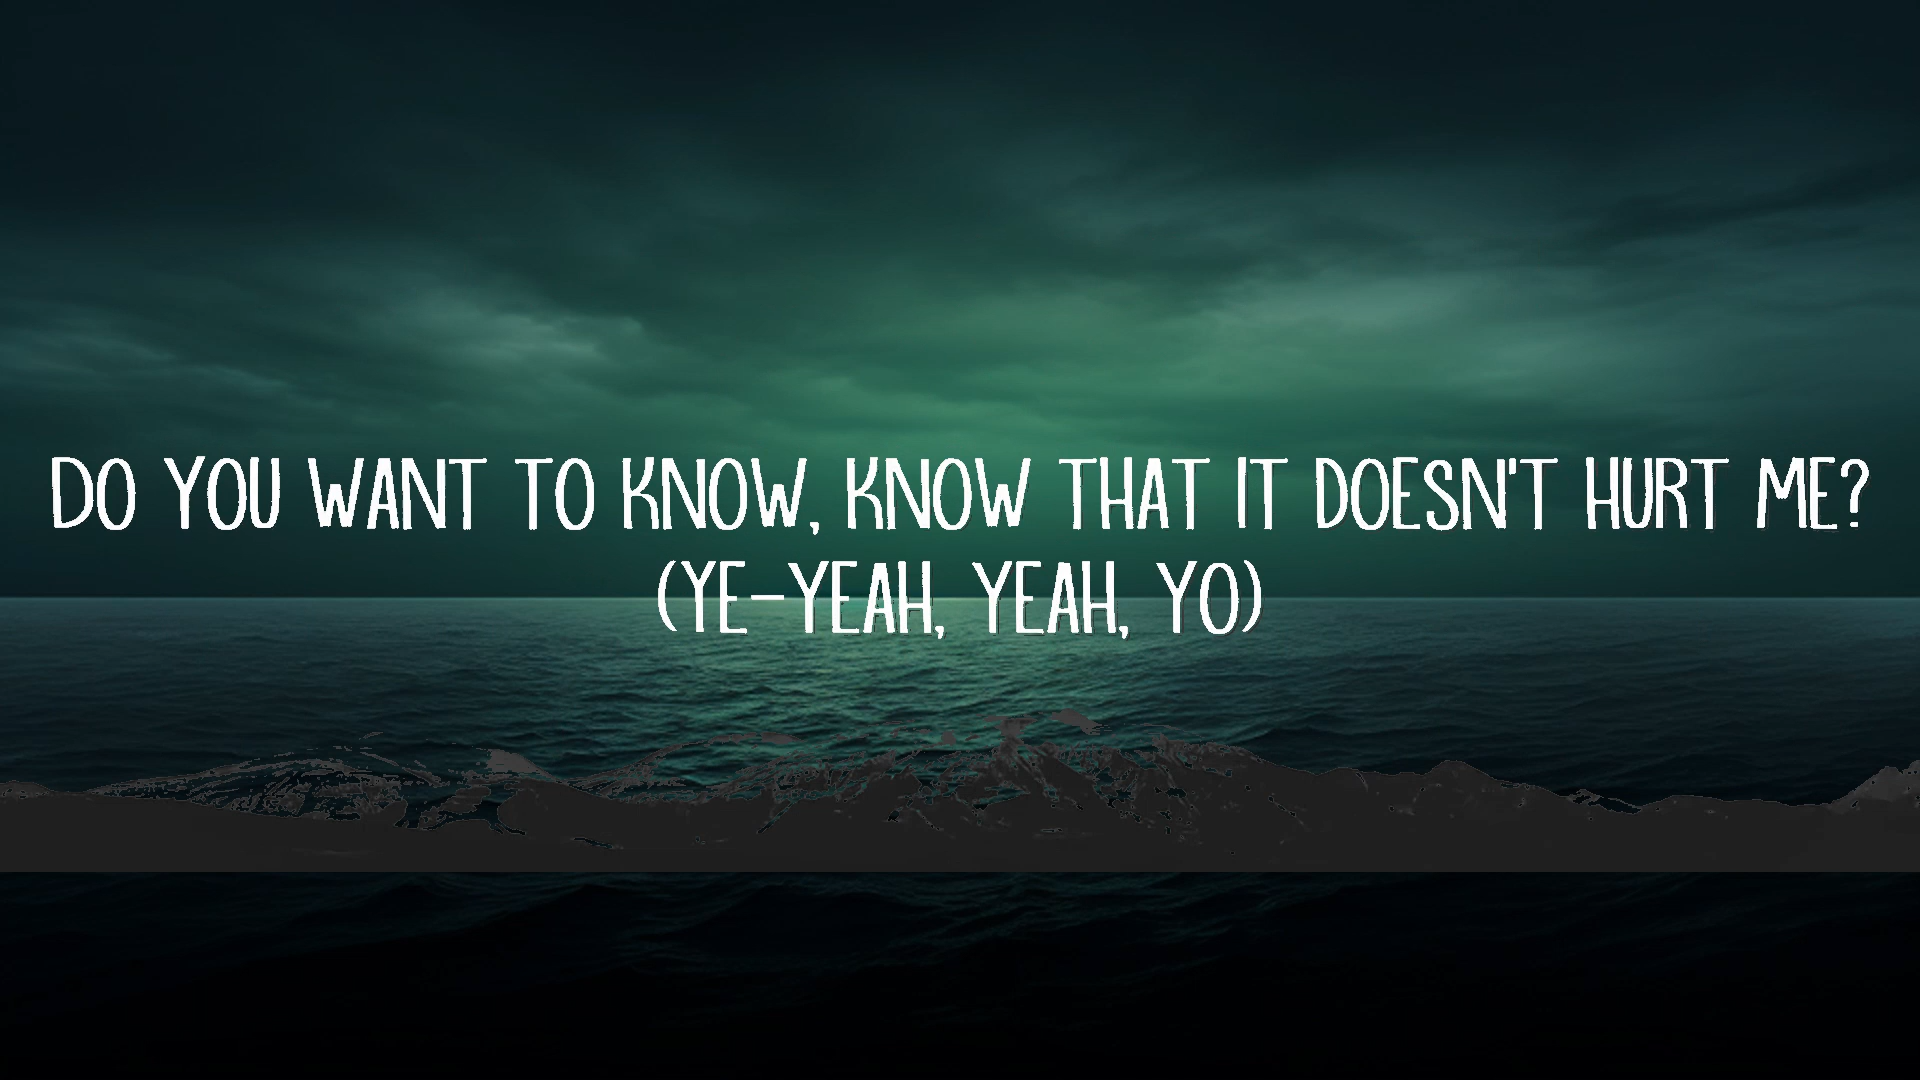 DO YOU WANT TO KNOW, KNOW THAT IT DOESN'T HURT ME?
(YE-YEAH, YEAH, YO)